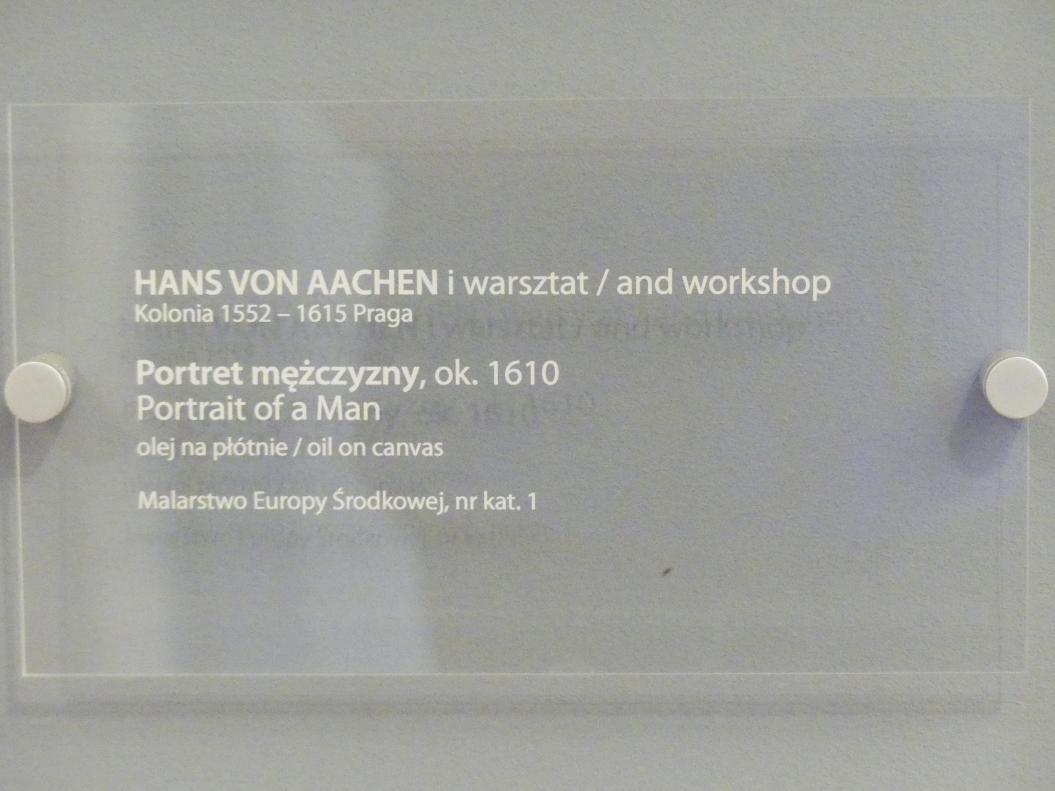 HANS VON AACHEN i warsztat / and workshop
Kolonia 1552 – 1615 Praga
Portret mężczyzny, ok. 1610
Portrait of a Man
olej na płótnie / oil on canvas
Malarstwo Europy Środkowej, nr kat. 1